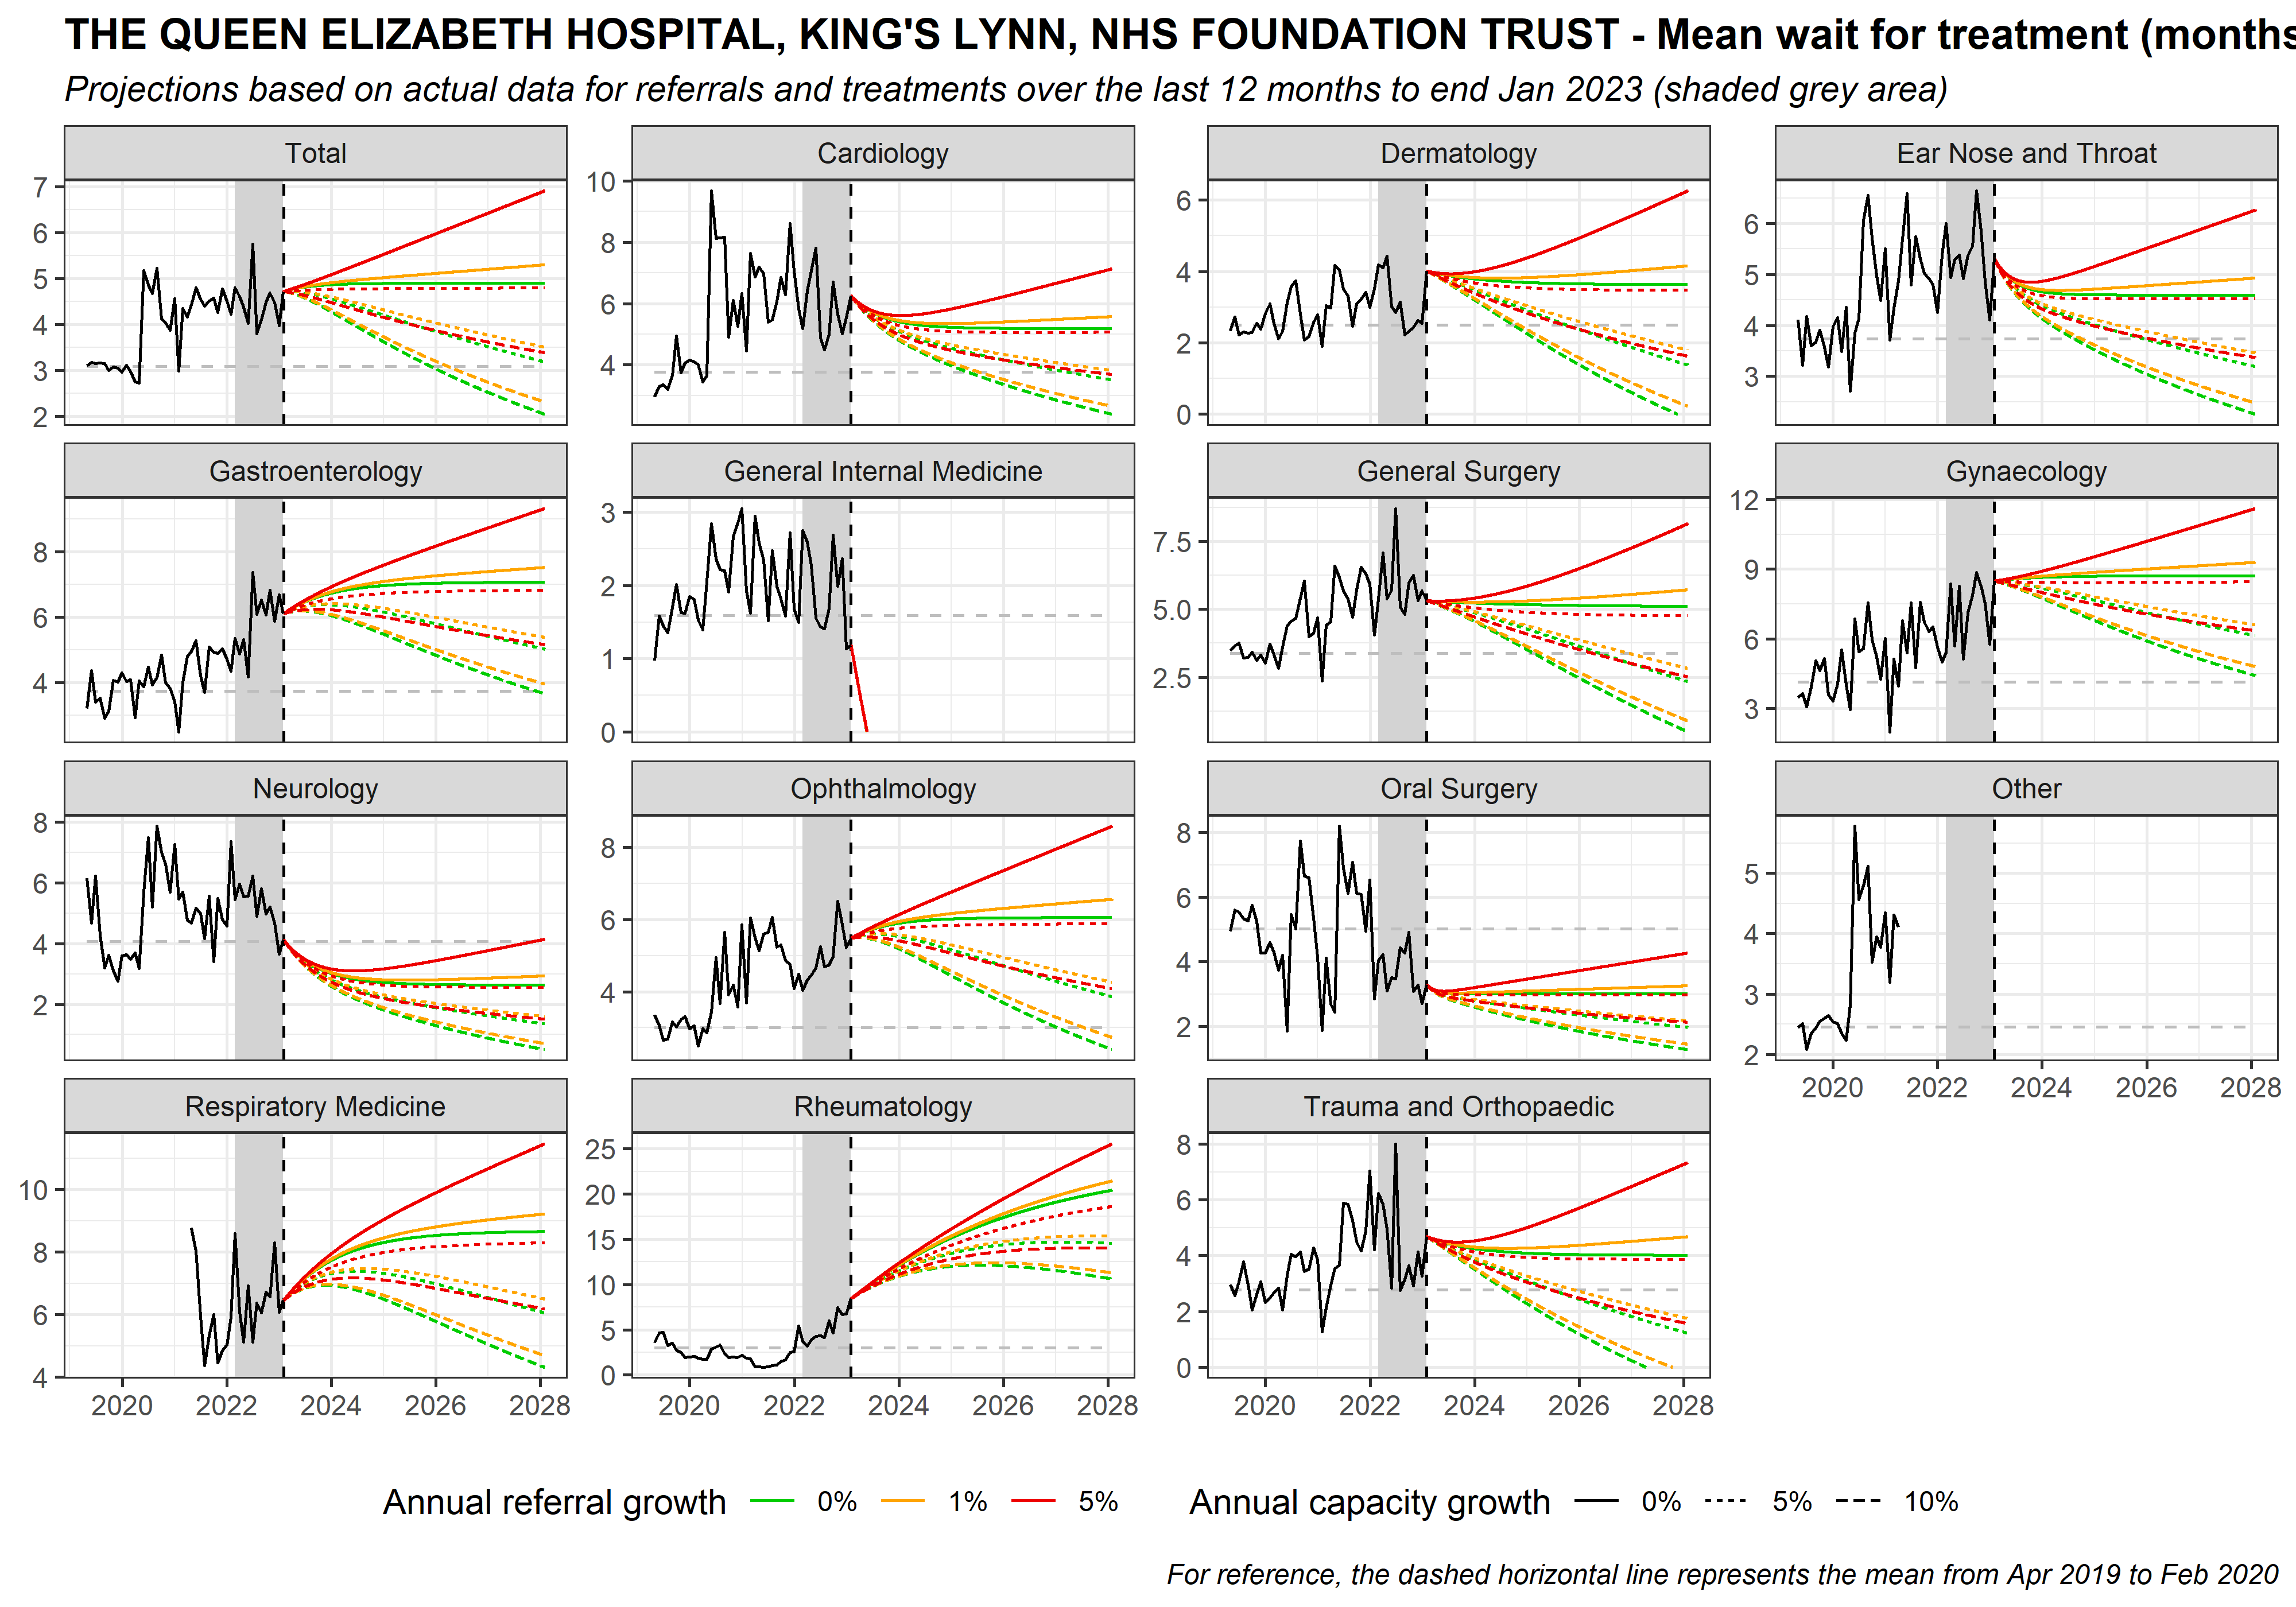 THE QUEEN ELIZABETH HOSPITAL, KING'S LYNN, NHS FOUNDATION TRUST - Mean wait for treatment (months
Projections based on actual data for referrals and treatments over the last 12 months to end Jan 2023 (shaded grey area)
Total
Cardiology
Dermatology
Ear Nose and Throat
7
6
5
4
3
2
10
8
6
4
6
4
2
0
6
5
4
3
Gastroenterology
General Internal Medicine
General Surgery
Gynaecology
8
6
4
3
2
1
0
7.5
5.0
2.5
12
9
6
3
Neurology
Ophthalmology
Oral Surgery
Other
8
6
4
2
8
6
4
8
6
4
2
5
4
3
2
2020 2022 2024 2026 2028
Respiratory Medicine
Rheumatology
Trauma and Orthopaedic
10
8
6
4
25
20
15
10
5
0
8
6
4
2
0
2020 2022 2024 2026 2028
2020 2022 2024 2026 2028
2020 2022 2024 2026 2028
Annual referral growth 0% 1% 5%
Annual capacity growth 0% 5% 10%
For reference, the dashed horizontal line represents the mean from Apr 2019 to Feb 2020